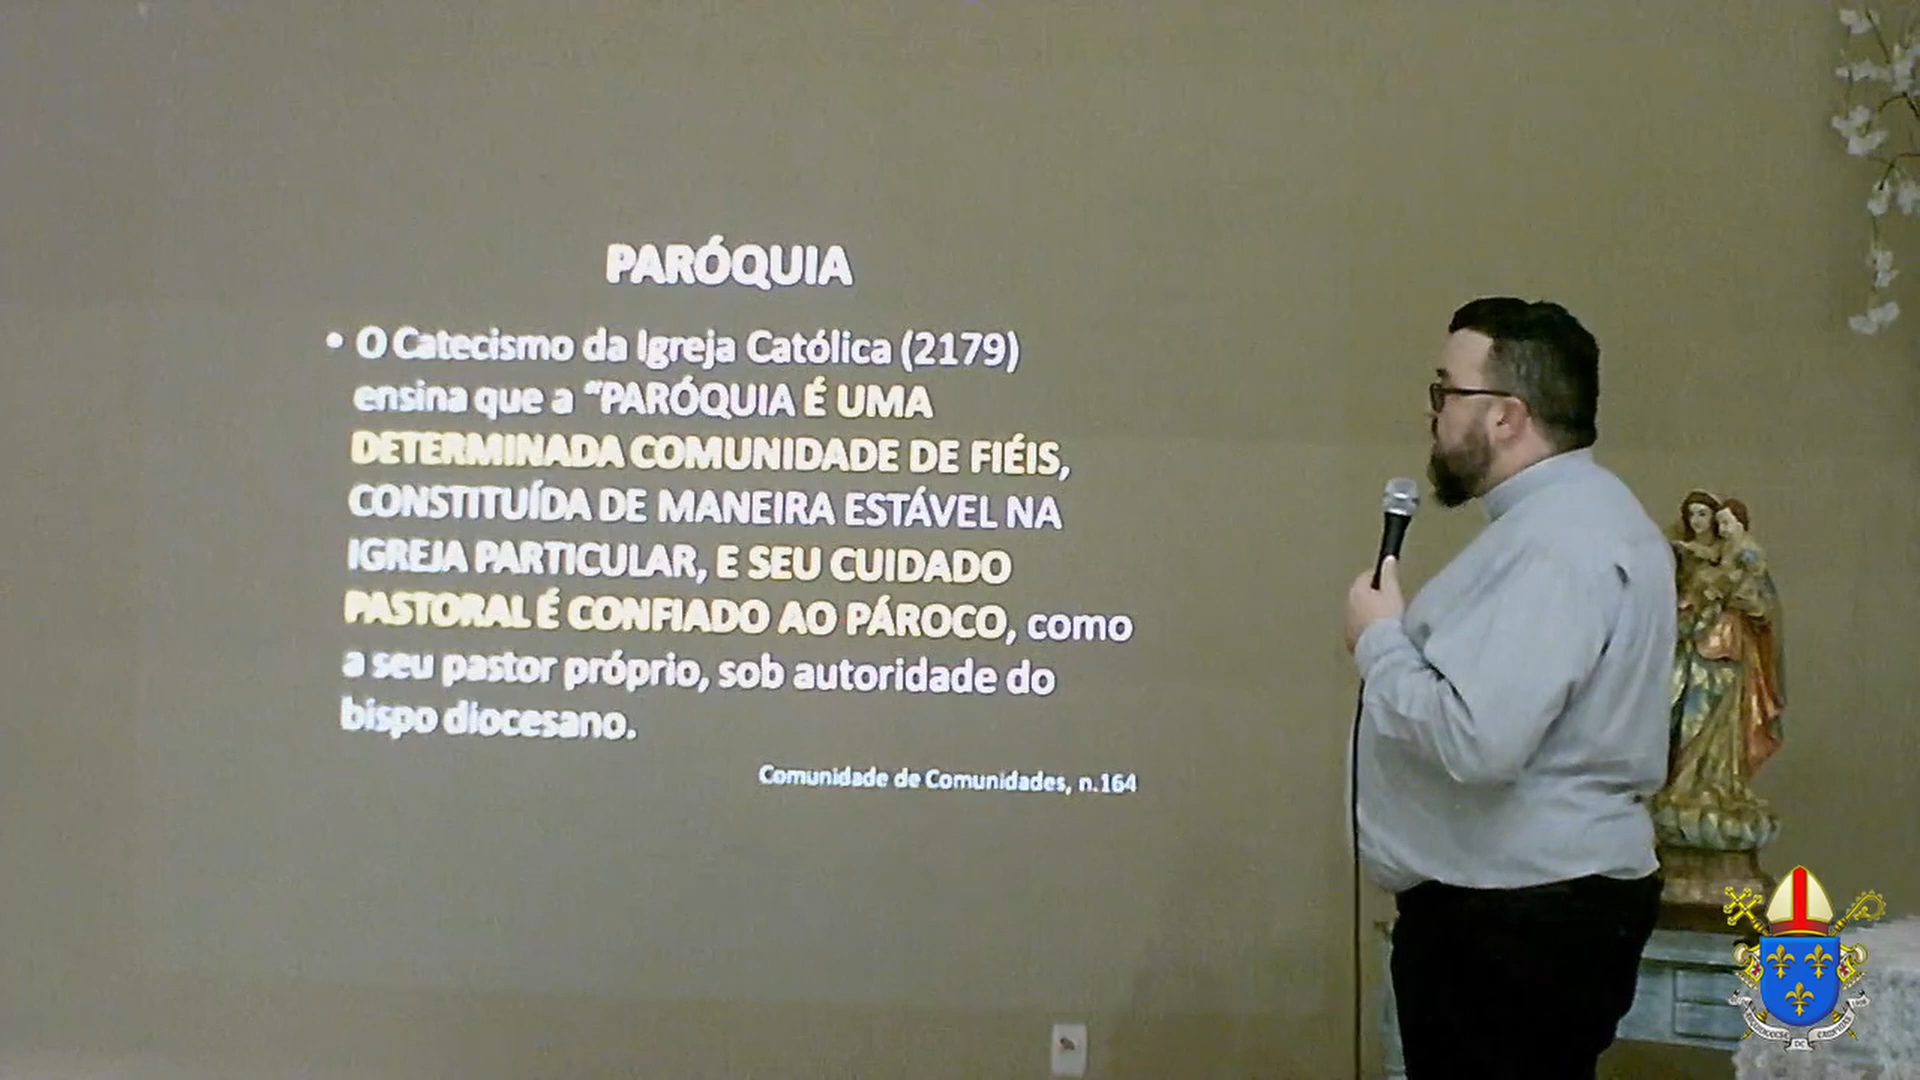 PARÓQUIA
• O Catecismo da Igreja Católica (2179)
ensina que a “PARÓQUIA É UMA
DETERMINADA COMUNIDADE DE FIÉIS,
CONSTITUÍDA DE MANEIRA ESTÁVEL NA
IGREJA PARTICULAR, E SEU CUIDADO
PASTORAL É CONFIADO AO PÁROCO, como
a seu pastor próprio, sob autoridade do
bispo diocesano.
Comunidade de Comunidades, n.164